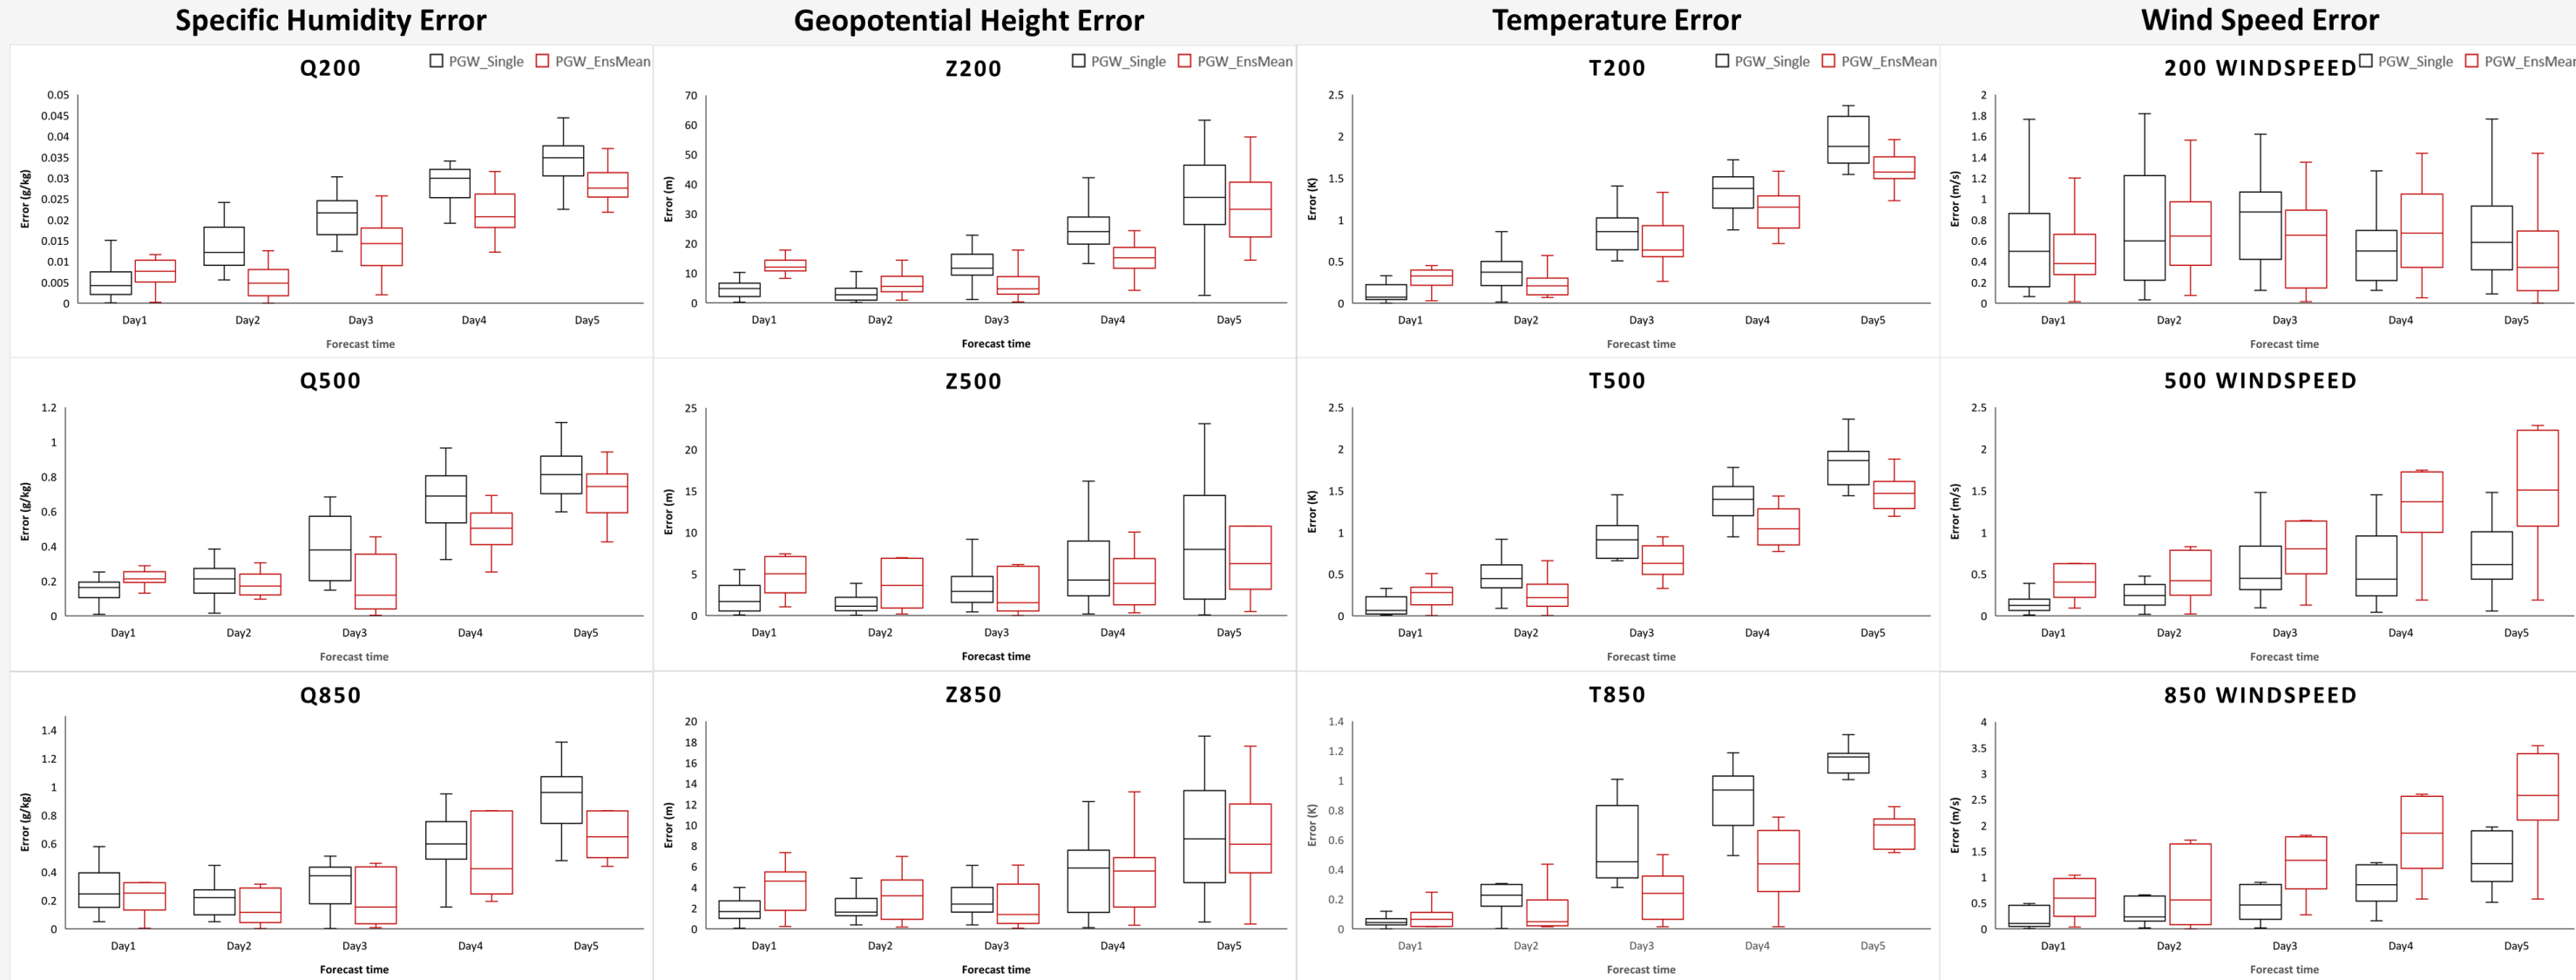 Specific Humidity Error
Geopotential Height Error
Temperature Error
Wind Speed Error
Q200
PGW_Single PGW_EnsMean
Error (g/kg)
0.05
0.045
0.04
0.035
0.03
0.025
0.02
0.015
0.01
0.005
0
Day1 Day2 Day3 Day4 Day5
Forecast time
Z200
PGW_Single PGW_EnsMean
Error (m)
70
60
50
40
30
20
10
0
Day1 Day2 Day3 Day4 Day5
Forecast time
T200
PGW_Single PGW_EnsMean
Error (K)
2.5
2
1.5
1
0.5
0
Day1 Day2 Day3 Day4 Day5
Forecast time
200 WINDSPEED
PGW_Single PGW_EnsMean
Error (m/s)
2
1.8
1.6
1.4
1.2
1
0.8
0.6
0.4
0.2
0
Day1 Day2 Day3 Day4 Day5
Forecast time
Q500
Error (g/kg)
1.2
1
0.8
0.6
0.4
0.2
0
Day1 Day2 Day3 Day4 Day5
Forecast time
Z500
Error (m)
25
20
15
10
5
0
Day1 Day2 Day3 Day4 Day5
Forecast time
T500
Error (K)
2.5
2
1.5
1
0.5
0
Day1 Day2 Day3 Day4 Day5
Forecast time
500 WINDSPEED
Error (m/s)
2.5
2
1.5
1
0.5
0
Day1 Day2 Day3 Day4 Day5
Forecast time
Q850
Error (g/kg)
1.4
1.2
1
0.8
0.6
0.4
0.2
0
Day1 Day2 Day3 Day4 Day5
Forecast time
Z850
Error (m)
20
18
16
14
12
10
8
6
4
2
0
Day1 Day2 Day3 Day4 Day5
Forecast time
T850
Error (K)
1.4
1.2
1
0.8
0.6
0.4
0.2
0
Day1 Day2 Day3 Day4 Day5
Forecast time
850 WINDSPEED
Error (m/s)
4
3.5
3
2.5
2
1.5
1
0.5
0
Day1 Day2 Day3 Day4 Day5
Forecast time